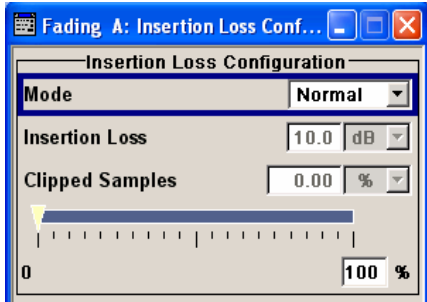 Fading A: Insertion Loss Conf...
Insertion Loss Configuration
Mode Normal
Insertion Loss 10.0 dB
Clipped Samples 0.00 %
0 100 %